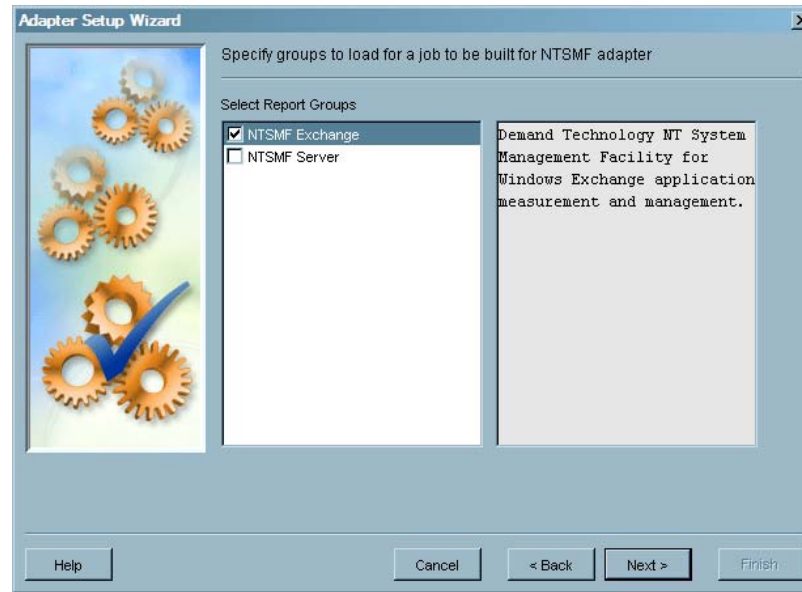 Adapter Setup Wizard
Specify groups to load for a job to be built for NTSMF adapter
Select Report Groups
NTSMF Exchange
NTSMF Server
Demand Technology NT System
Management Facility for
Windows Exchange application
measurement and management.
Help
Cancel
< Back
Next >
Finish